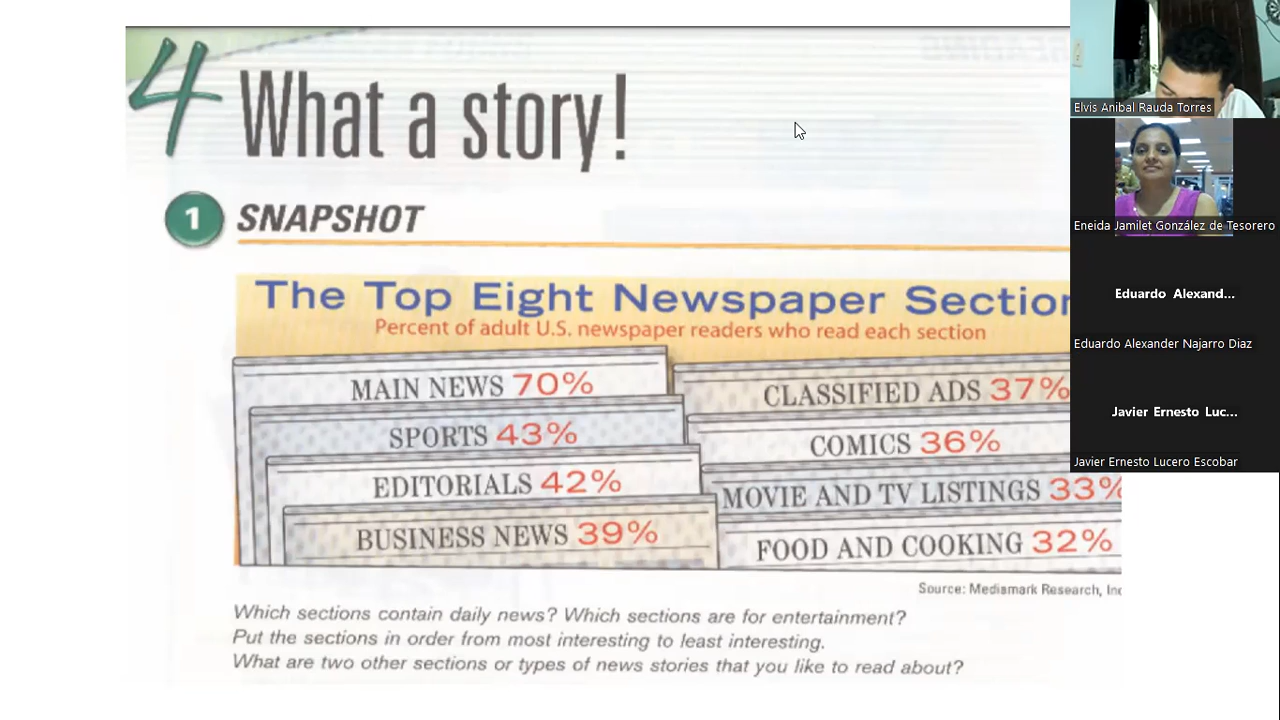 4 What a story!
1 SNAPSHOT
The Top Eight Newspaper Section
Percent of adult U.S. newspaper readers who read each section
MAIN NEWS 70%
SPORTS 43%
EDITORIALS 42%
BUSINESS NEWS 39%
CLASSIFIED ADS 37%
COMICS 36%
MOVIE AND TV LISTINGS 33%
FOOD AND COOKING 32%
Source: Mediamark Research, Inc
Which sections contain daily news? Which sections are for entertainment?
Put the sections in order from most interesting to least interesting.
What are two other sections or types of news stories that you like to read about?
Elvis Anibal Rauda Torres
Eneida Jamilet González de Tesorero
Eduardo Alexand...
Eduardo Alexander Najarro Diaz
Javier Ernesto Luc...
Javier Ernesto Lucero Escobar